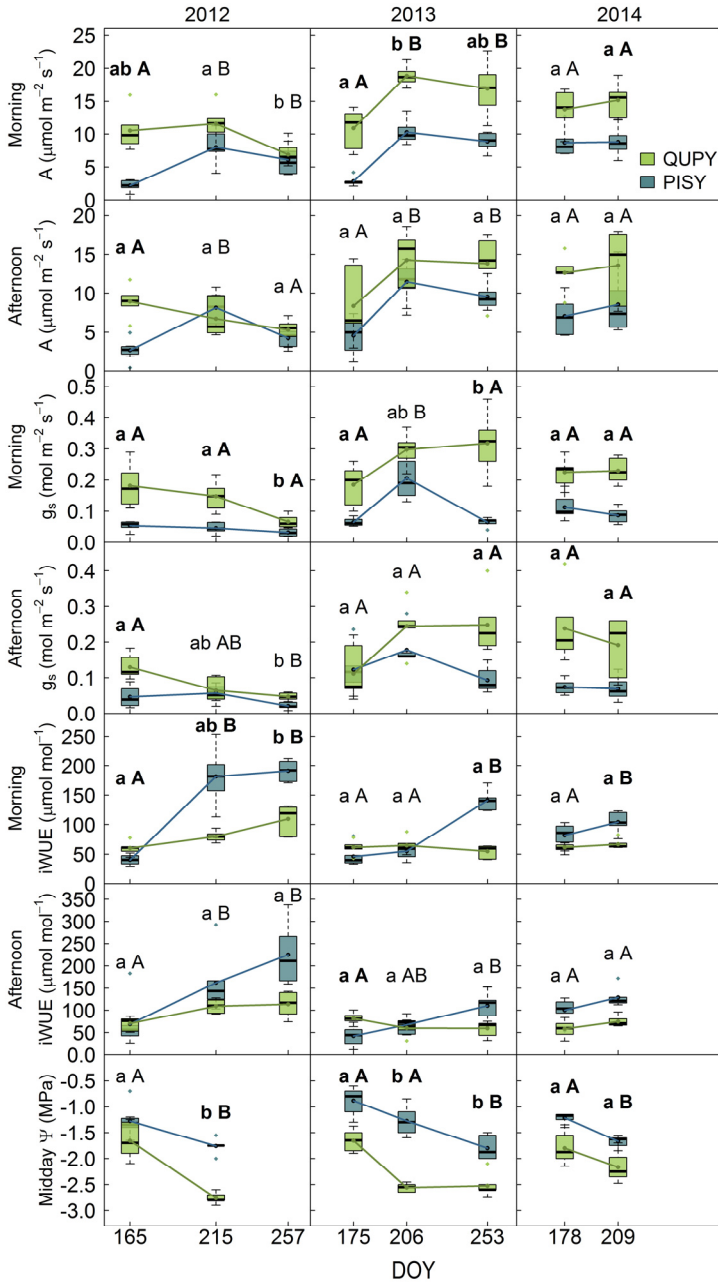 2012 2013 2014
25
20
15
10
5
0
Morning
A (µmol m⁻² s⁻¹)
ab A a B b B
a A b B ab B
a A a A
QUPY
PISY
20
15
10
5
0
Afternoon
A (µmol m⁻² s⁻¹)
a A a B a A
a A a B a B
a A a A
0.5
0.4
0.3
0.2
0.1
0.0
Morning
gs (mol m⁻² s⁻¹)
a A a A b A
a A ab B b A
a A a A
0.4
0.3
0.2
0.1
0.0
Afternoon
gs (mol m⁻² s⁻¹)
a A ab AB b B
a A a A a A
a A a A
250
200
150
100
50
0
Morning
iWUE (µmol mol⁻¹)
a A ab B b B
a A a A a B
a A a B
350
300
250
200
150
100
50
0
Afternoon
iWUE (µmol mol⁻¹)
a A a B a B
a A a AB a B
a A a A
-0.5
-1.0
-1.5
-2.0
-2.5
-3.0
Midday Ψ (MPa)
a A b B
a A b A b B
a A a B
165 215 257 175 206 253 178 209
DOY